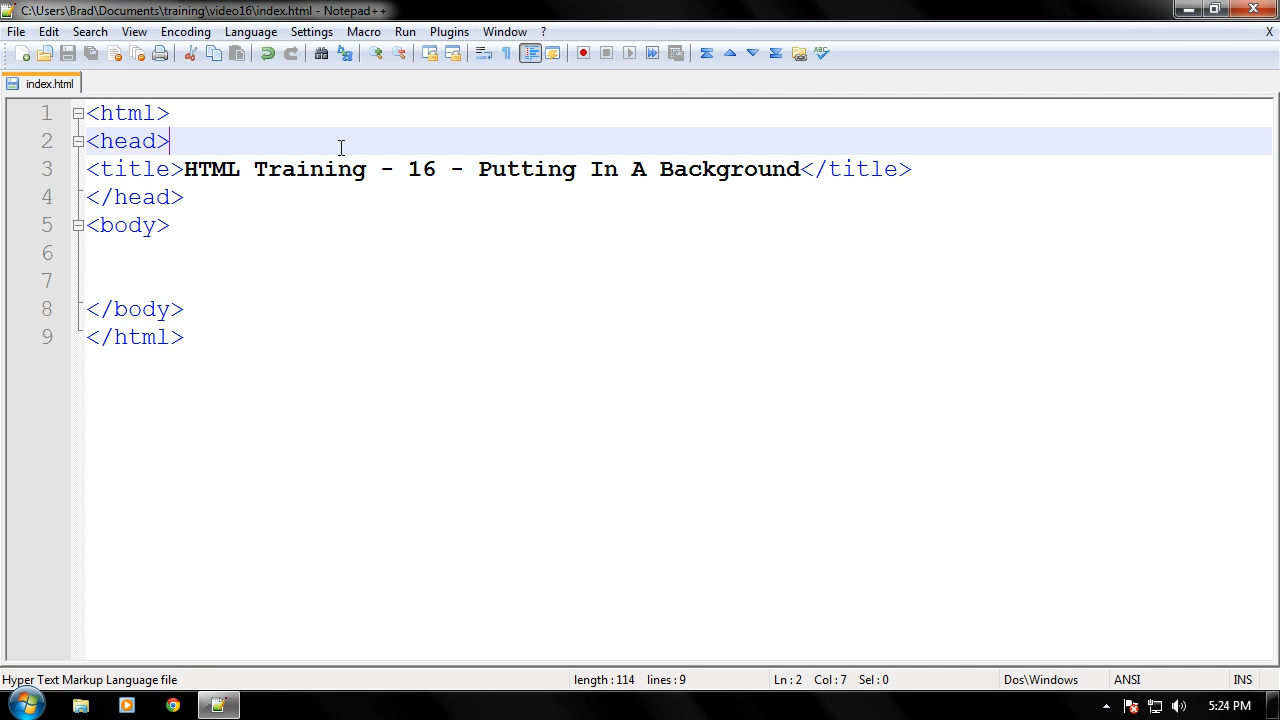 C:\Users\Brad\Documents\training\video16\index.html - Notepad++
File Edit Search View Encoding Language Settings Macro Run Plugins Window ? X
index.html
1 <html>
2 <head>
3 <title>HTML Training - 16 - Putting In A Background</title>
4 </head>
5 <body>
6
7
8 </body>
9 </html>
Hyper Text Markup Language file length : 114 lines : 9 Ln : 2 Col : 7 Sel : 0 Dos\Windows ANSI INS
5:24 PM